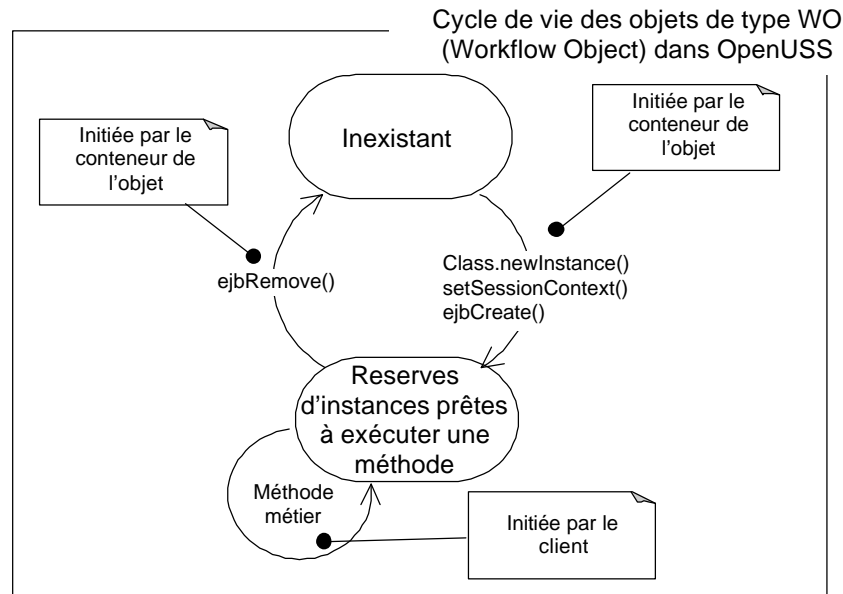 Cycle de vie des objets de type WO
(Workflow Object) dans OpenUSS
Initiée par le
conteneur de
l'objet
Inexistant
Initiée par le
conteneur de
l'objet
ejbRemove()
Class.newInstance()
setSessionContext()
ejbCreate()
Reserves
d'instances prêtes
à exécuter une
méthode
Méthode
métier
Initiée par le
client